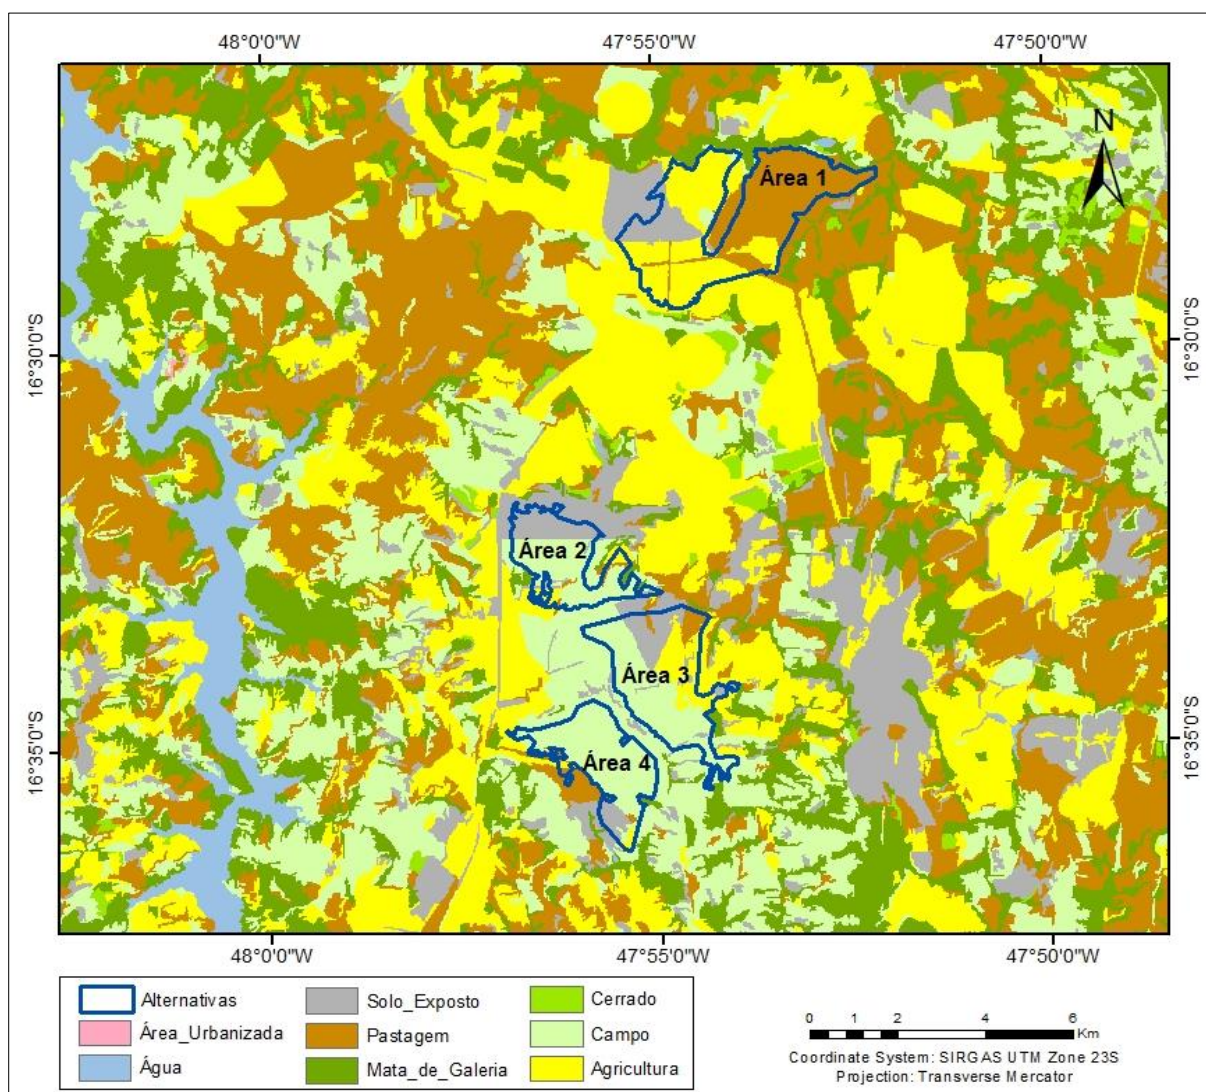 48°0'0"W 47°55'0"W 47°50'0"W
N
Área 1
16°30'0"S 16°30'0"S
Área 2
Área 3
Área 4
16°35'0"S 16°35'0"S
48°0'0"W 47°55'0"W 47°50'0"W
Alternativas Solo_Exposto Cerrado
Área_Urbanizada Pastagem Campo
Água Mata_de_Galeria Agricultura
0 1 2 4 6
Km
Coordinate System: SIRGAS UTM Zone 23S
Projection: Transverse Mercator